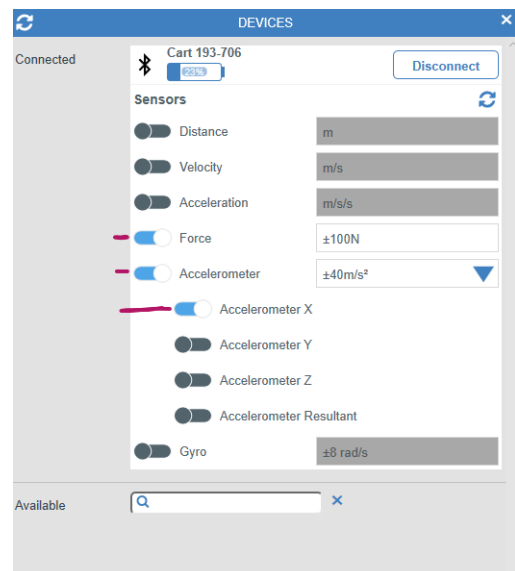 DEVICES
Connected
Cart 193-706
23%
Disconnect
Sensors
Distance
m
Velocity
m/s
Acceleration
m/s/s
Force
±100N
Accelerometer
±40m/s²
Accelerometer X
Accelerometer Y
Accelerometer Z
Accelerometer Resultant
Gyro
±8 rad/s
Available